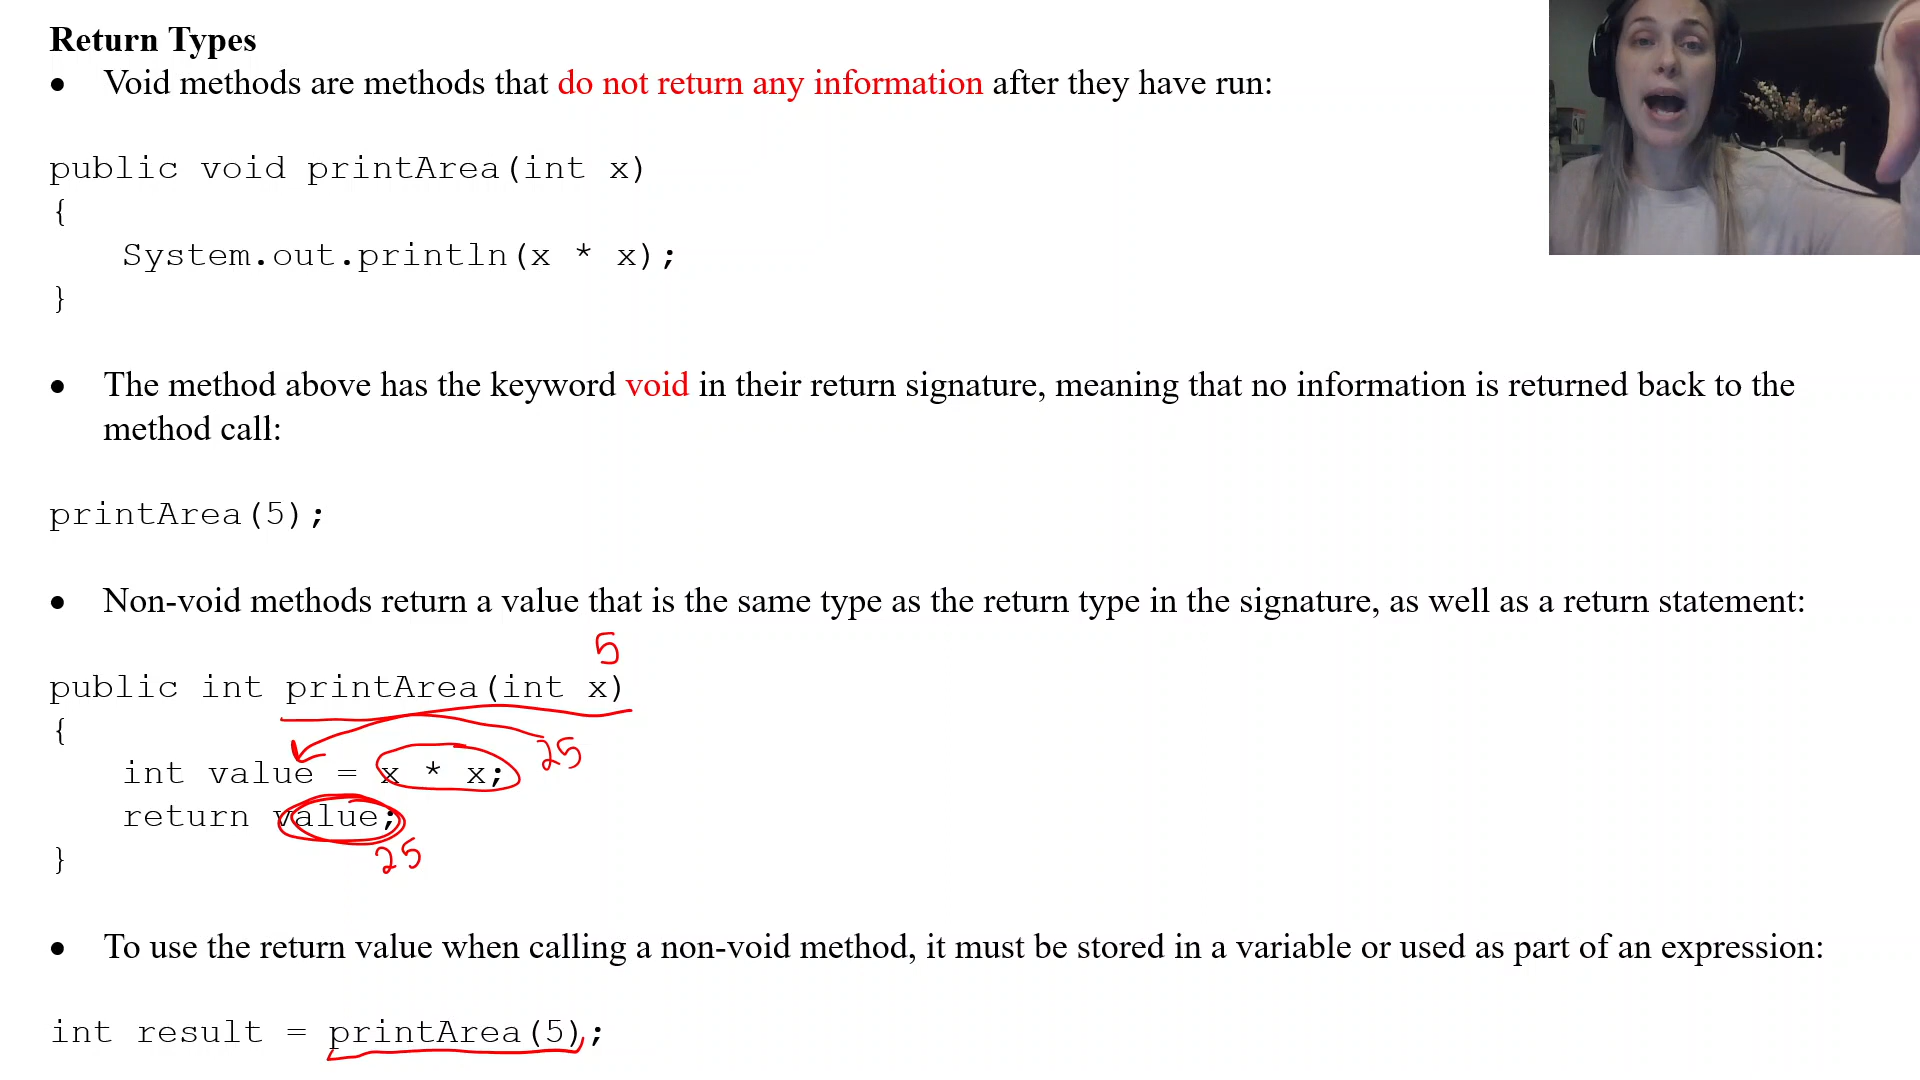 Return Types
• Void methods are methods that do not return any information after they have run:
public void printArea(int x)
{
System.out.println(x * x);
}
• The method above has the keyword void in their return signature, meaning that no information is returned back to the
method call:
printArea(5);
• Non-void methods return a value that is the same type as the return type in the signature, as well as a return statement:
5
public int printArea(int x)
{
25
int value = x * x;
return value;
25
}
• To use the return value when calling a non-void method, it must be stored in a variable or used as part of an expression:
int result = printArea(5);